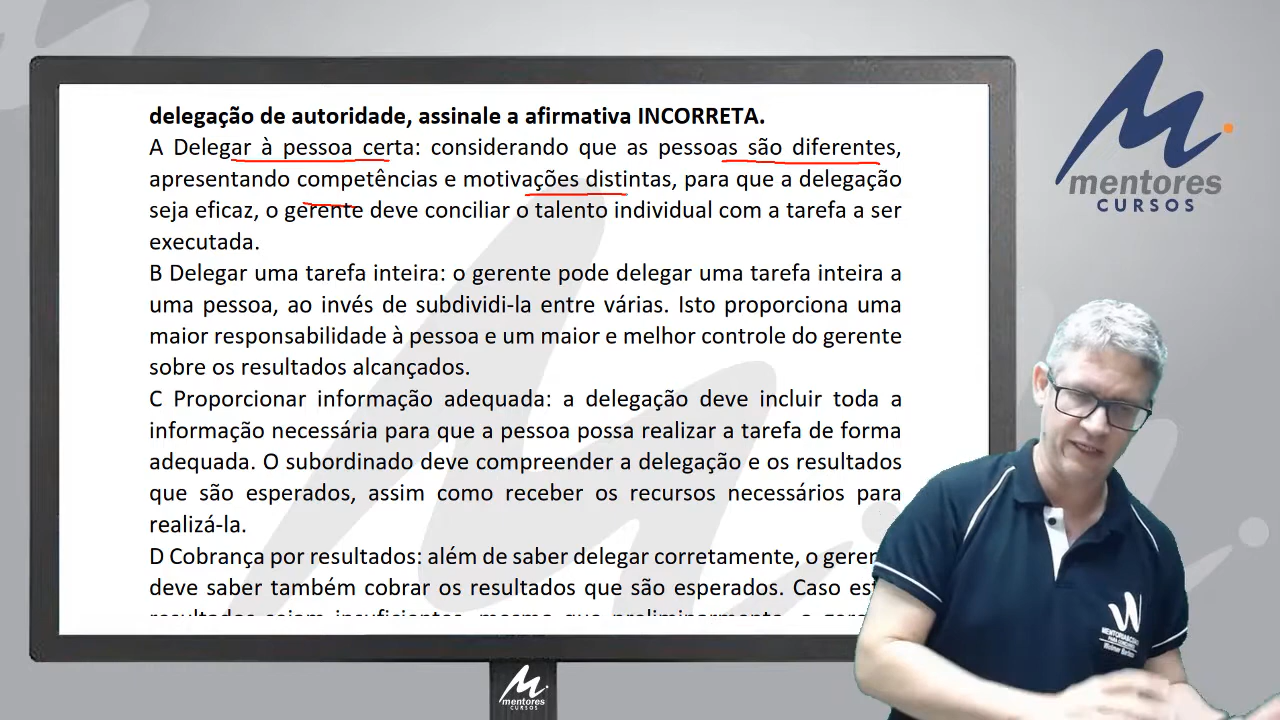 delegação de autoridade, assinale a afirmativa INCORRETA.
A Delegar à pessoa certa: considerando que as pessoas são diferentes,
apresentando competências e motivações distintas, para que a delegação
seja eficaz, o gerente deve conciliar o talento individual com a tarefa a ser
executada.
B Delegar uma tarefa inteira: o gerente pode delegar uma tarefa inteira a
uma pessoa, ao invés de subdividi-la entre várias. Isto proporciona uma
maior responsabilidade à pessoa e um maior e melhor controle do gerente
sobre os resultados alcançados.
C Proporcionar informação adequada: a delegação deve incluir toda a
informação necessária para que a pessoa possa realizar a tarefa de forma
adequada. O subordinado deve compreender a delegação e os resultados
que são esperados, assim como receber os recursos necessários para
realizá-la.
D Cobrança por resultados: além de saber delegar corretamente, o geren
deve saber também cobrar os resultados que são esperados. Caso est
mentores
CURSOS
mentores
CURSOS